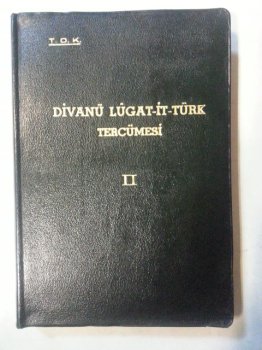 T. D. K.
DİVANÜ LÛGAT-İT-TÜRK
TERCÜMESİ
II